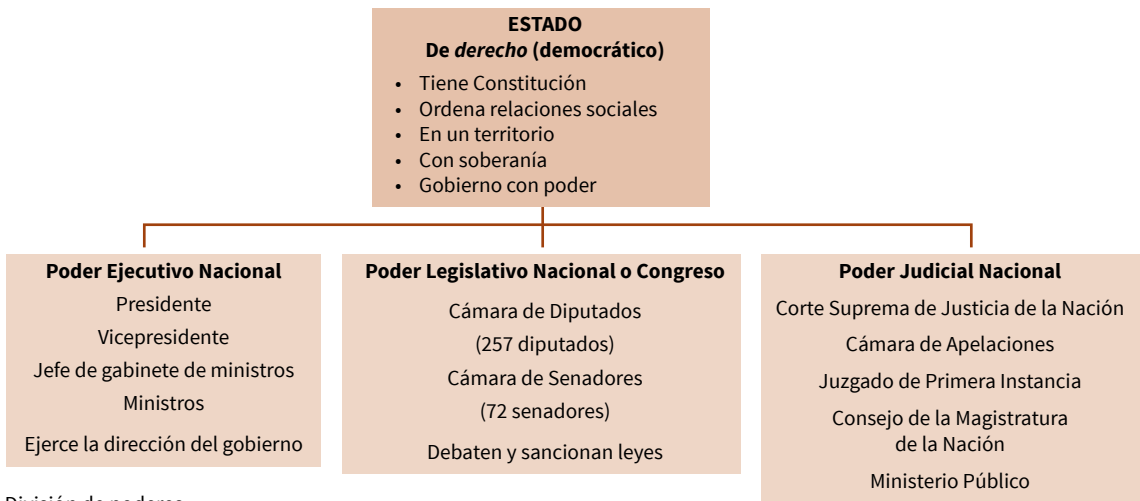 ESTADO
De derecho (democrático)
• Tiene Constitución
• Ordena relaciones sociales
• En un territorio
• Con soberanía
• Gobierno con poder
Poder Ejecutivo Nacional
Presidente
Vicepresidente
Jefe de gabinete de ministros
Ministros
Ejerce la dirección del gobierno
Poder Legislativo Nacional o Congreso
Cámara de Diputados
(257 diputados)
Cámara de Senadores
(72 senadores)
Debaten y sancionan leyes
Poder Judicial Nacional
Corte Suprema de Justicia de la Nación
Cámara de Apelaciones
Juzgado de Primera Instancia
Consejo de la Magistratura
de la Nación
Ministerio Público
División de poderes